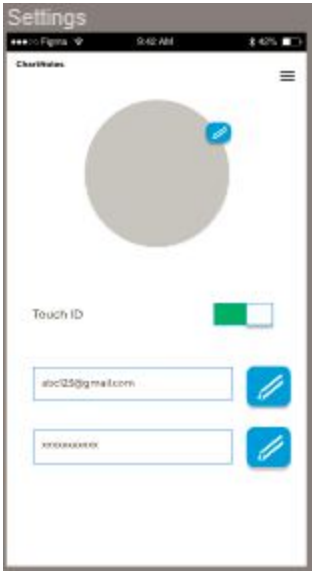 Settings
Figma 9:42 AM 42%
ChartNotes
Touch ID
abc123@gmail.com
xxxxxxxxxx